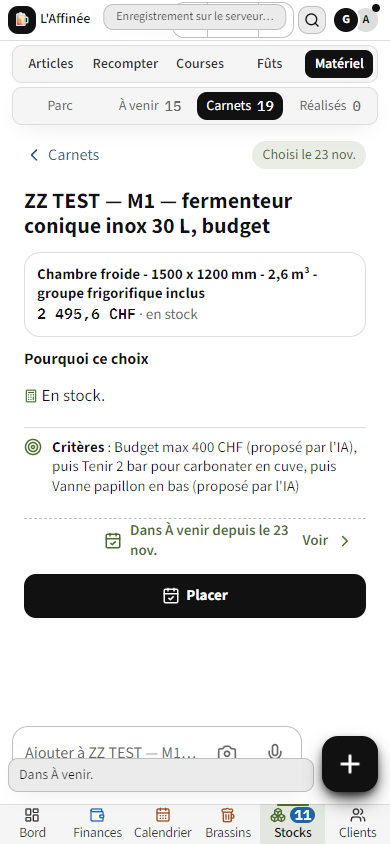 L'Affinée
Enregistrement sur le serveur…
G
A
Articles
Recompter
Courses
Fûts
Matériel
Parc
À venir 15
Carnets 19
Réalisés 0
Carnets
Choisi le 23 nov.
ZZ TEST — M1 — fermenteur
conique inox 30 L, budget
Chambre froide - 1500 x 1200 mm - 2,6 m³ -
groupe frigorifique inclus
2 495,6 CHF · en stock
Pourquoi ce choix
En stock.
Critères : Budget max 400 CHF (proposé par l'IA),
puis Tenir 2 bar pour carbonater en cuve, puis
Vanne papillon en bas (proposé par l'IA)
Dans À venir depuis le 23
nov.
Voir
Placer
Ajouter à ZZ TEST — M1…
Dans À venir.
11
Bord
Finances
Calendrier
Brassins
Stocks
Clients